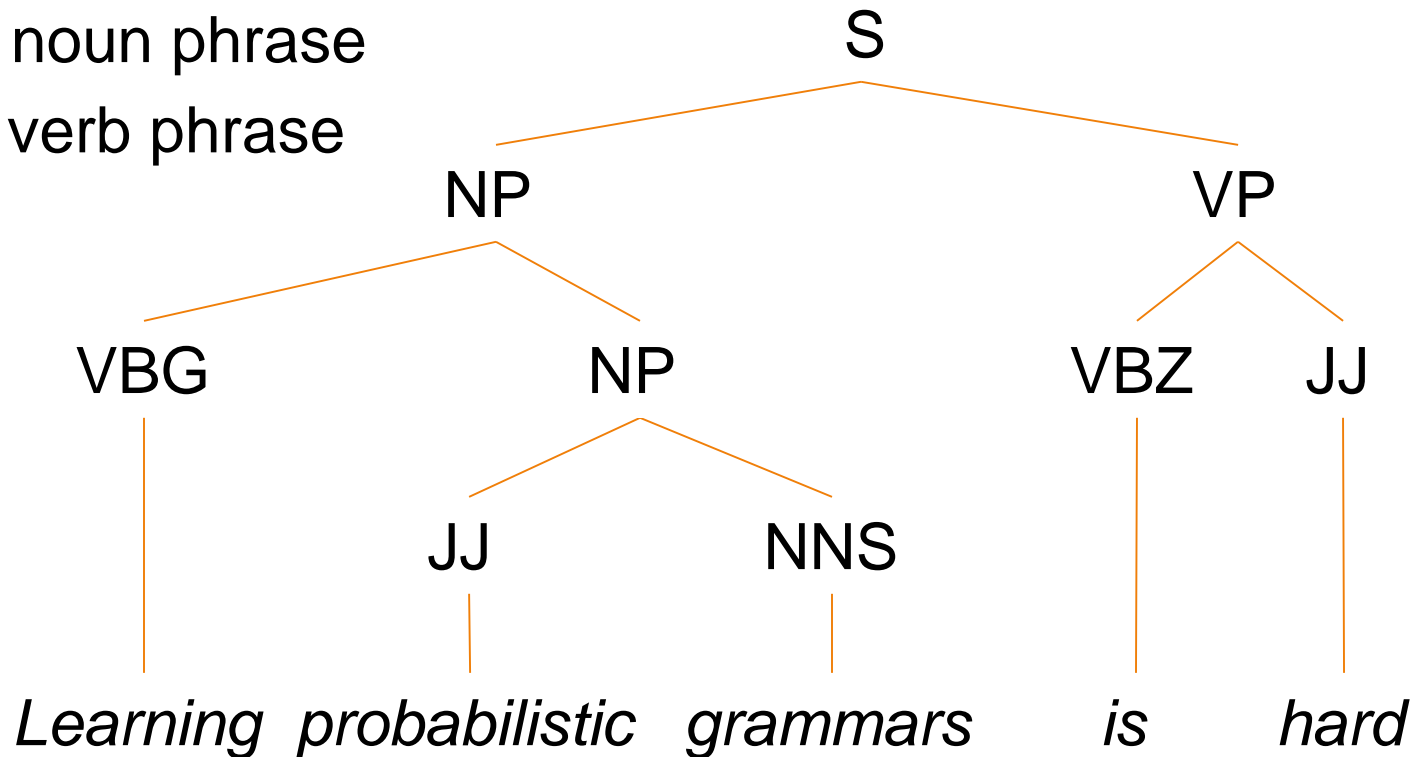 noun phrase
verb phrase
S
NP VP
VBG NP VBZ JJ
JJ NNS
Learning probabilistic grammars is hard